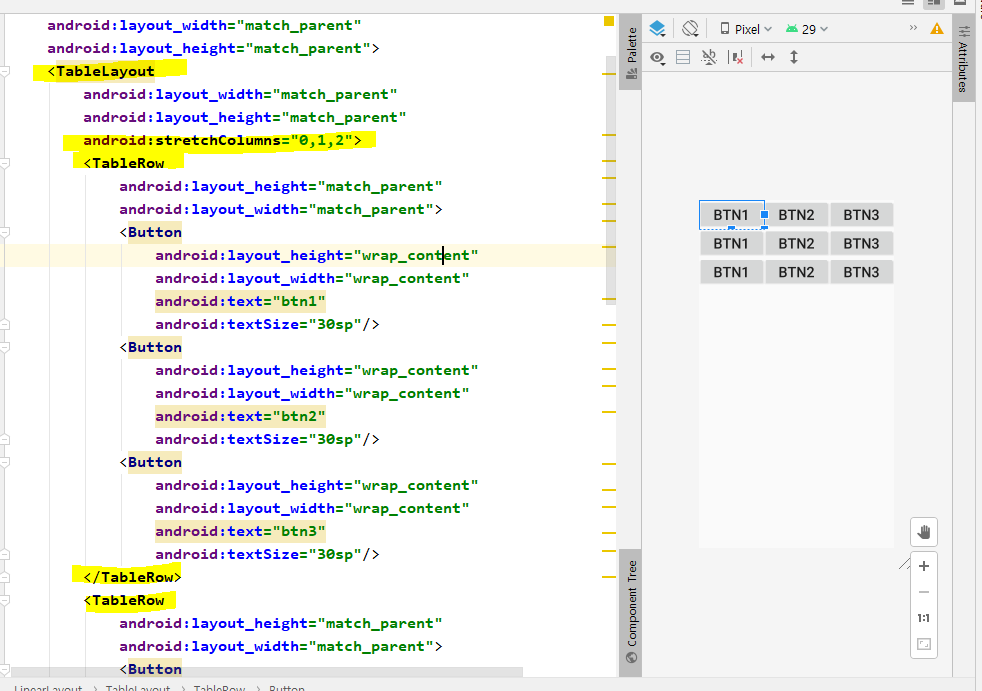 android:layout_width="match_parent"
android:layout_height="match_parent">
<TableLayout
android:layout_width="match_parent"
android:layout_height="match_parent"
android:stretchColumns="0,1,2">
<TableRow
android:layout_height="match_parent"
android:layout_width="match_parent">
<Button
android:layout_height="wrap_content"
android:layout_width="wrap_content"
android:text="btn1"
android:textSize="30sp"/>
<Button
android:layout_height="wrap_content"
android:layout_width="wrap_content"
android:text="btn2"
android:textSize="30sp"/>
<Button
android:layout_height="wrap_content"
android:layout_width="wrap_content"
android:text="btn3"
android:textSize="30sp"/>
</TableRow>
<TableRow
android:layout_height="match_parent"
android:layout_width="match_parent">
<Button
LinearLayout > TableLayout > TableRow > Button
Palette
Component Tree
Pixel 29 »
BTN1 BTN2 BTN3
BTN1 BTN2 BTN3
BTN1 BTN2 BTN3
1:1
Attributes